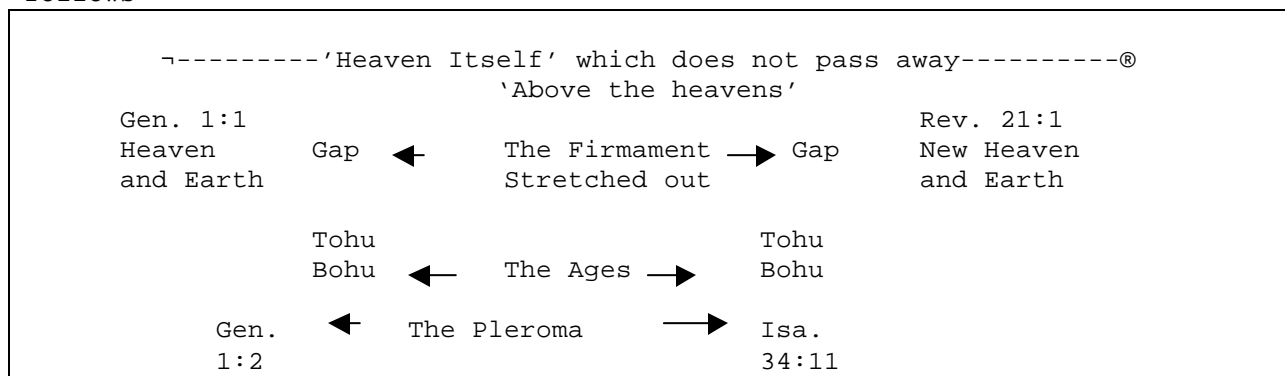 follows
¬---------'Heaven Itself' which does not pass away----------®
‘Above the heavens’
Gen. 1:1 Rev. 21:1
Heaven Gap The Firmament Gap New Heaven
and Earth Stretched out and Earth
Tohu Tohu
Bohu The Ages Bohu
Gen. The Pleroma Isa.
1:2 34:11